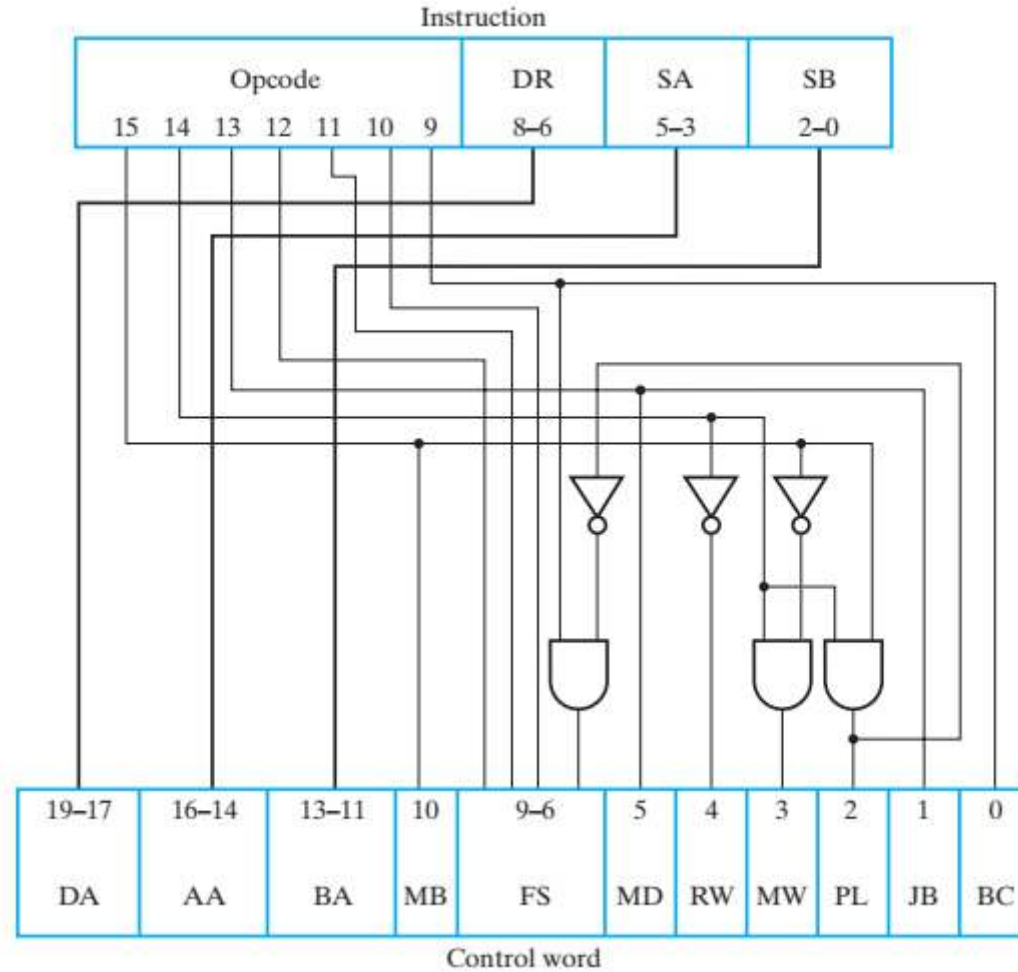 Instruction
Opcode DR SA SB
15 14 13 12 11 10 9 8–6 5–3 2–0
19–17 16–14 13–11 10 9–6 5 4 3 2 1 0
DA AA BA MB FS MD RW MW PL JB BC
Control word